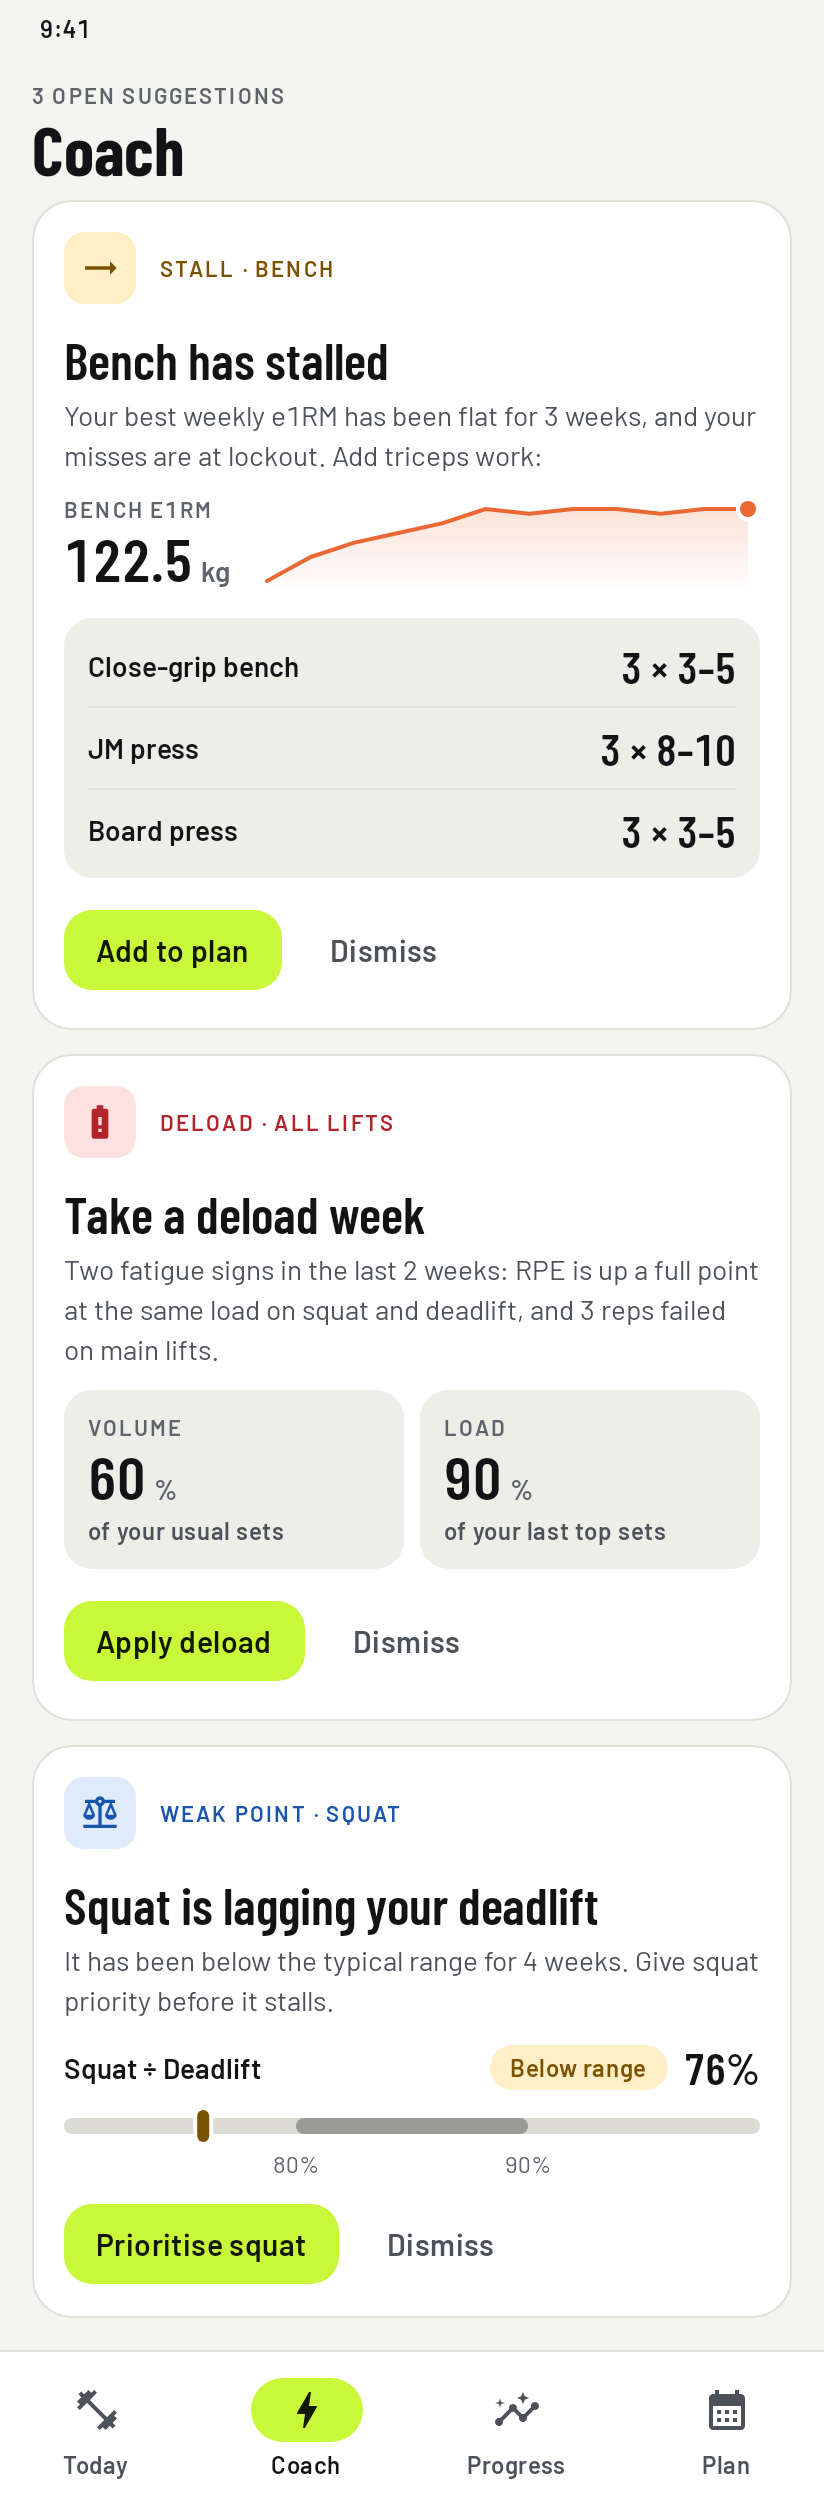 9:41
3 OPEN SUGGESTIONS
Coach
STALL · BENCH
Bench has stalled
Your best weekly e1RM has been flat for 3 weeks, and your
misses are at lockout. Add triceps work:
BENCH E1RM
122.5 kg
Close-grip bench 3 × 3–5
JM press 3 × 8–10
Board press 3 × 3–5
Add to plan Dismiss
DELOAD · ALL LIFTS
Take a deload week
Two fatigue signs in the last 2 weeks: RPE is up a full point
at the same load on squat and deadlift, and 3 reps failed
on main lifts.
VOLUME
60 %
of your usual sets
LOAD
90 %
of your last top sets
Apply deload Dismiss
WEAK POINT · SQUAT
Squat is lagging your deadlift
It has been below the typical range for 4 weeks. Give squat
priority before it stalls.
Squat ÷ Deadlift Below range 76%
80% 90%
Prioritise squat Dismiss
Today Coach Progress Plan